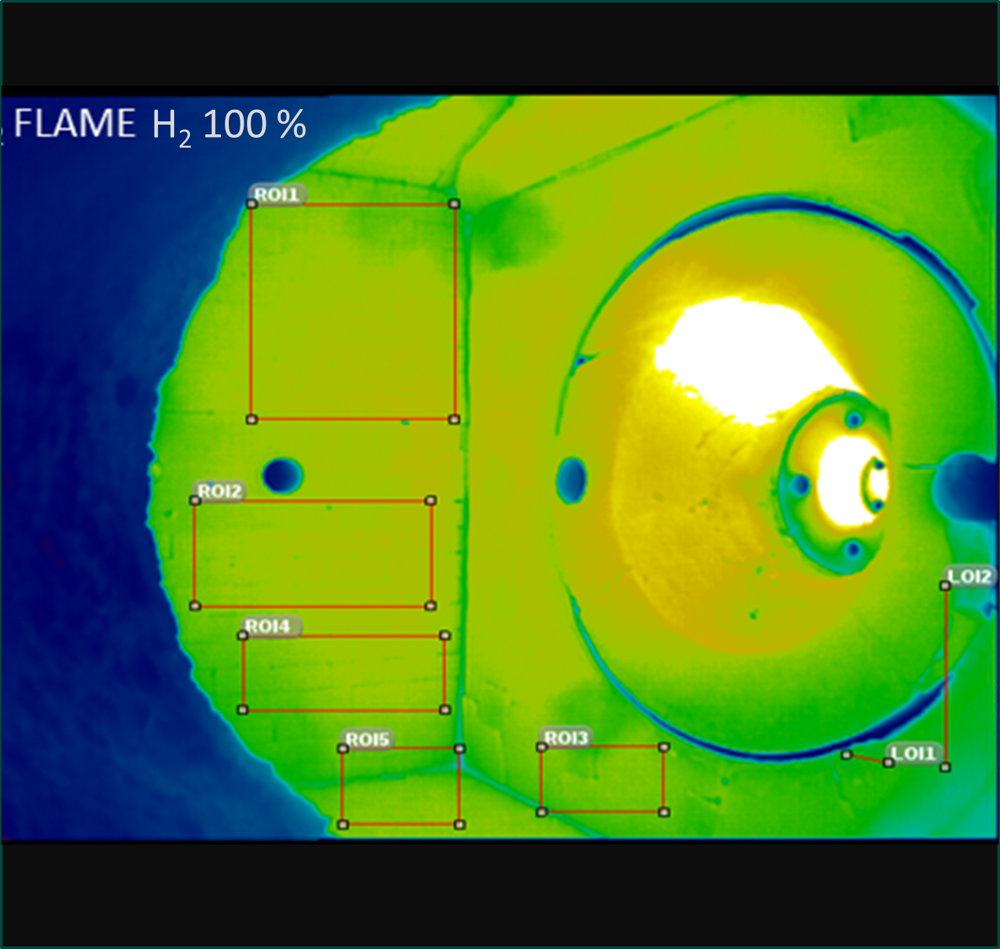 FLAME H₂ 100 %
ROI1
ROI2
LOI2
ROI4
ROI3
ROI5
LOI1